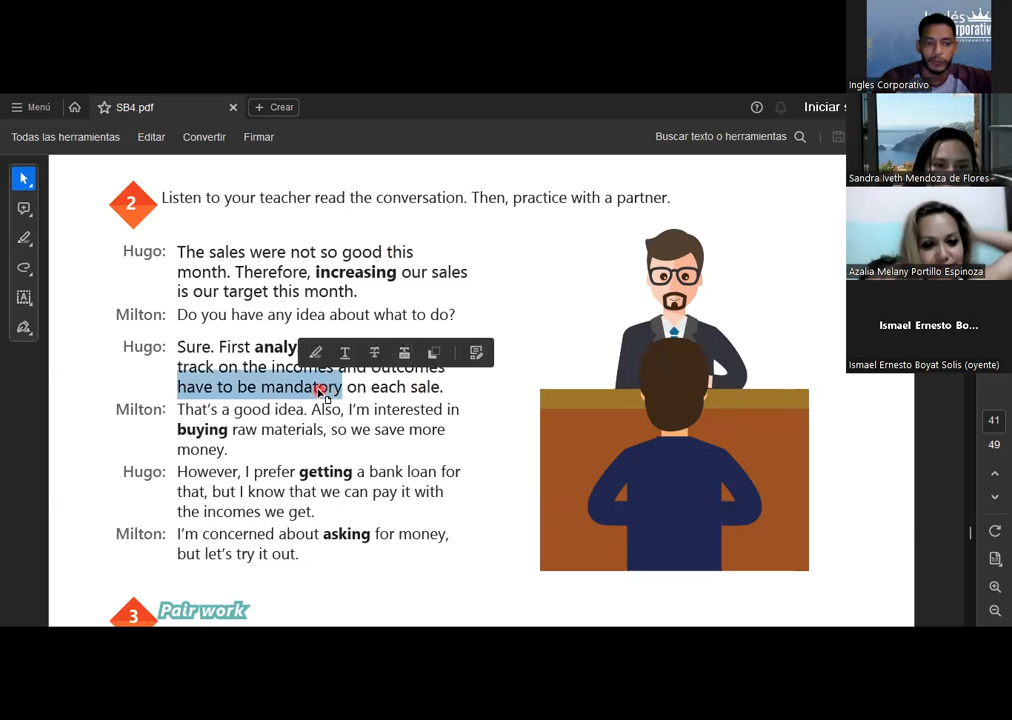 Inglés
Corporativo
Ingles Corporativo
Menú
SB4.pdf
Crear
Iniciar s
Todas las herramientas
Editar
Convertir
Firmar
Buscar texto o herramientas
Sandra Iveth Mendoza de Flores
2 Listen to your teacher read the conversation. Then, practice with a partner.
Hugo: The sales were not so good this
month. Therefore, increasing our sales
is our target this month.
Milton: Do you have any idea about what to do?
Hugo: Sure. First analy
track on the incomes and outcomes
have to be mandatory on each sale.
Milton: That's a good idea. Also, I'm interested in
buying raw materials, so we save more
money.
Hugo: However, I prefer getting a bank loan for
that, but I know that we can pay it with
the incomes we get.
Milton: I'm concerned about asking for money,
but let's try it out.
3 Pair work
Azalia Melany Portillo Espinoza
Ismael Ernesto Bo...
Ismael Ernesto Boyat Solis (oyente)
41
49